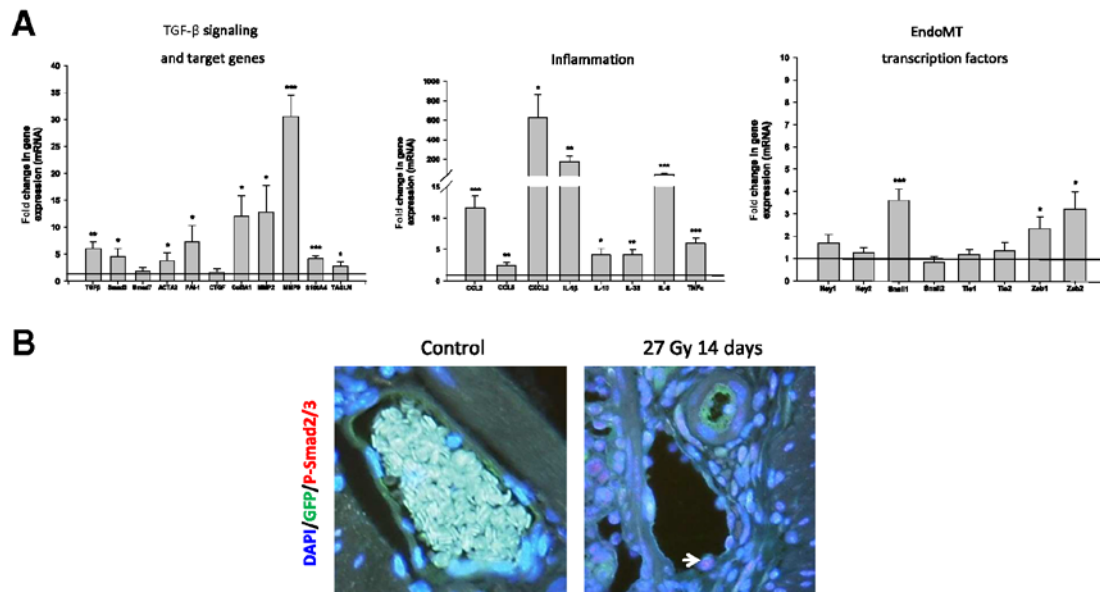 A
TGF-β signaling
and target genes
Fold change in gene
expression (mRNA)
40
35
30
25
20
15
10
5
0
** * * * * * *** *** *
TGFβ Smad3 Smad7 ACTA2 PAI-1 CTGF Col3A1 MMP2 MMP9 S100A4 TAGLN
Inflammation
Fold change in gene
expression (mRNA)
1000
800
600
400
200
15
10
5
0
*** ** * ** * ** *** ***
CCL2 CCL5 CXCL2 IL-1β IL-10 IL-33 IL-6 TNFα
EndoMT
transcription factors
Fold change in gene
expression (mRNA)
10
9
8
7
6
5
4
3
2
1
0
*** * *
Hey1 Hey2 Snail1 Snail2 Tie1 Tie2 Zeb1 Zeb2
B
Control
27 Gy 14 days
DAPI/GFP/P-Smad2/3